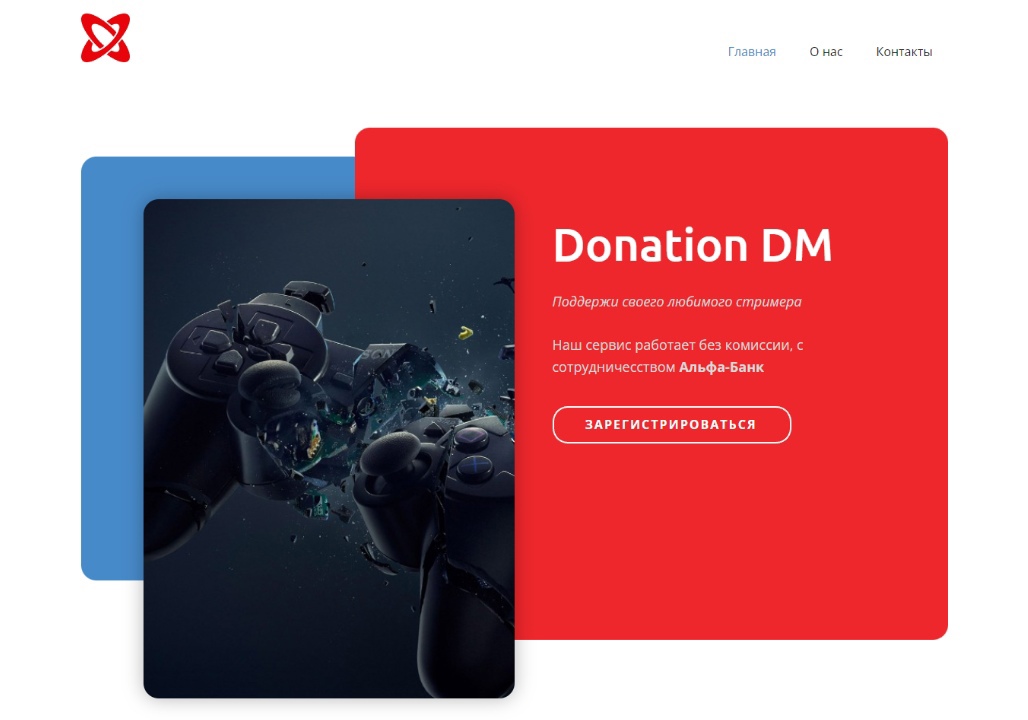 Главная О нас Контакты
Donation DM
Поддержи своего любимого стримера
Наш сервис работает без комиссии, с
сотрудничесством Альфа-Банк
ЗАРЕГИСТРИРОВАТЬСЯ